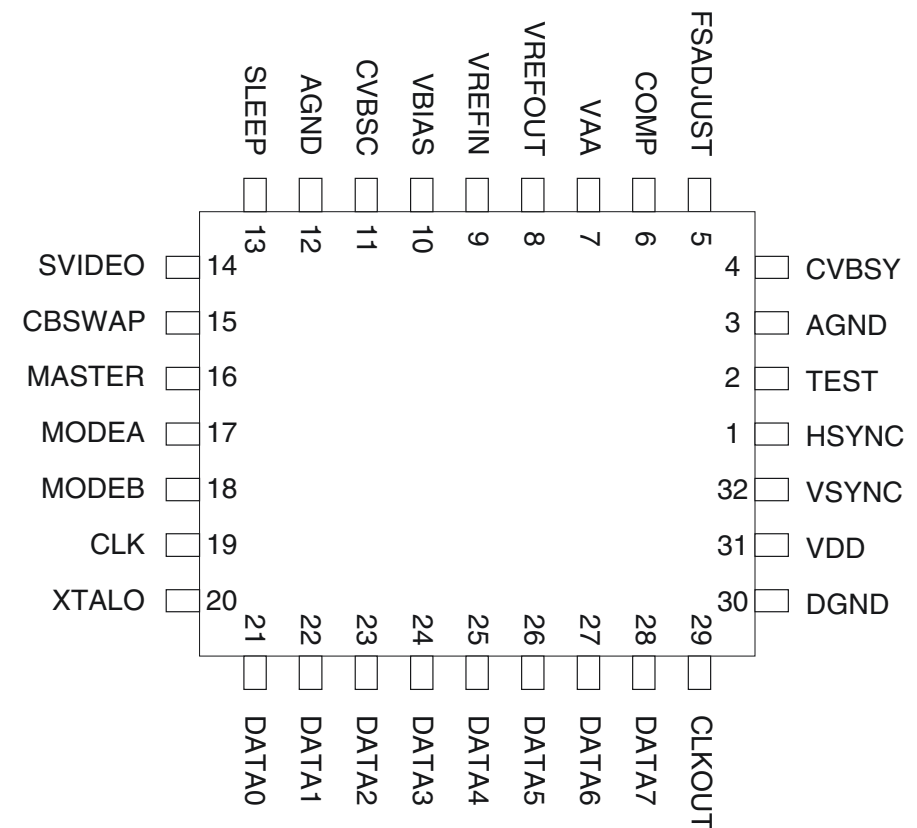 SLEEP
AGND
CVBSC
VBIAS
VREFIN
VREFOUT
VAA
COMP
FSADJUST
13
12
11
10
9
8
7
6
5
SVIDEO 14
CBSWAP 15
MASTER 16
MODEA 17
MODEB 18
CLK 19
XTALO 20
4 CVBSY
3 AGND
2 TEST
1 HSYNC
32 VSYNC
31 VDD
30 DGND
21
22
23
24
25
26
27
28
29
DATA0
DATA1
DATA2
DATA3
DATA4
DATA5
DATA6
DATA7
CLKOUT